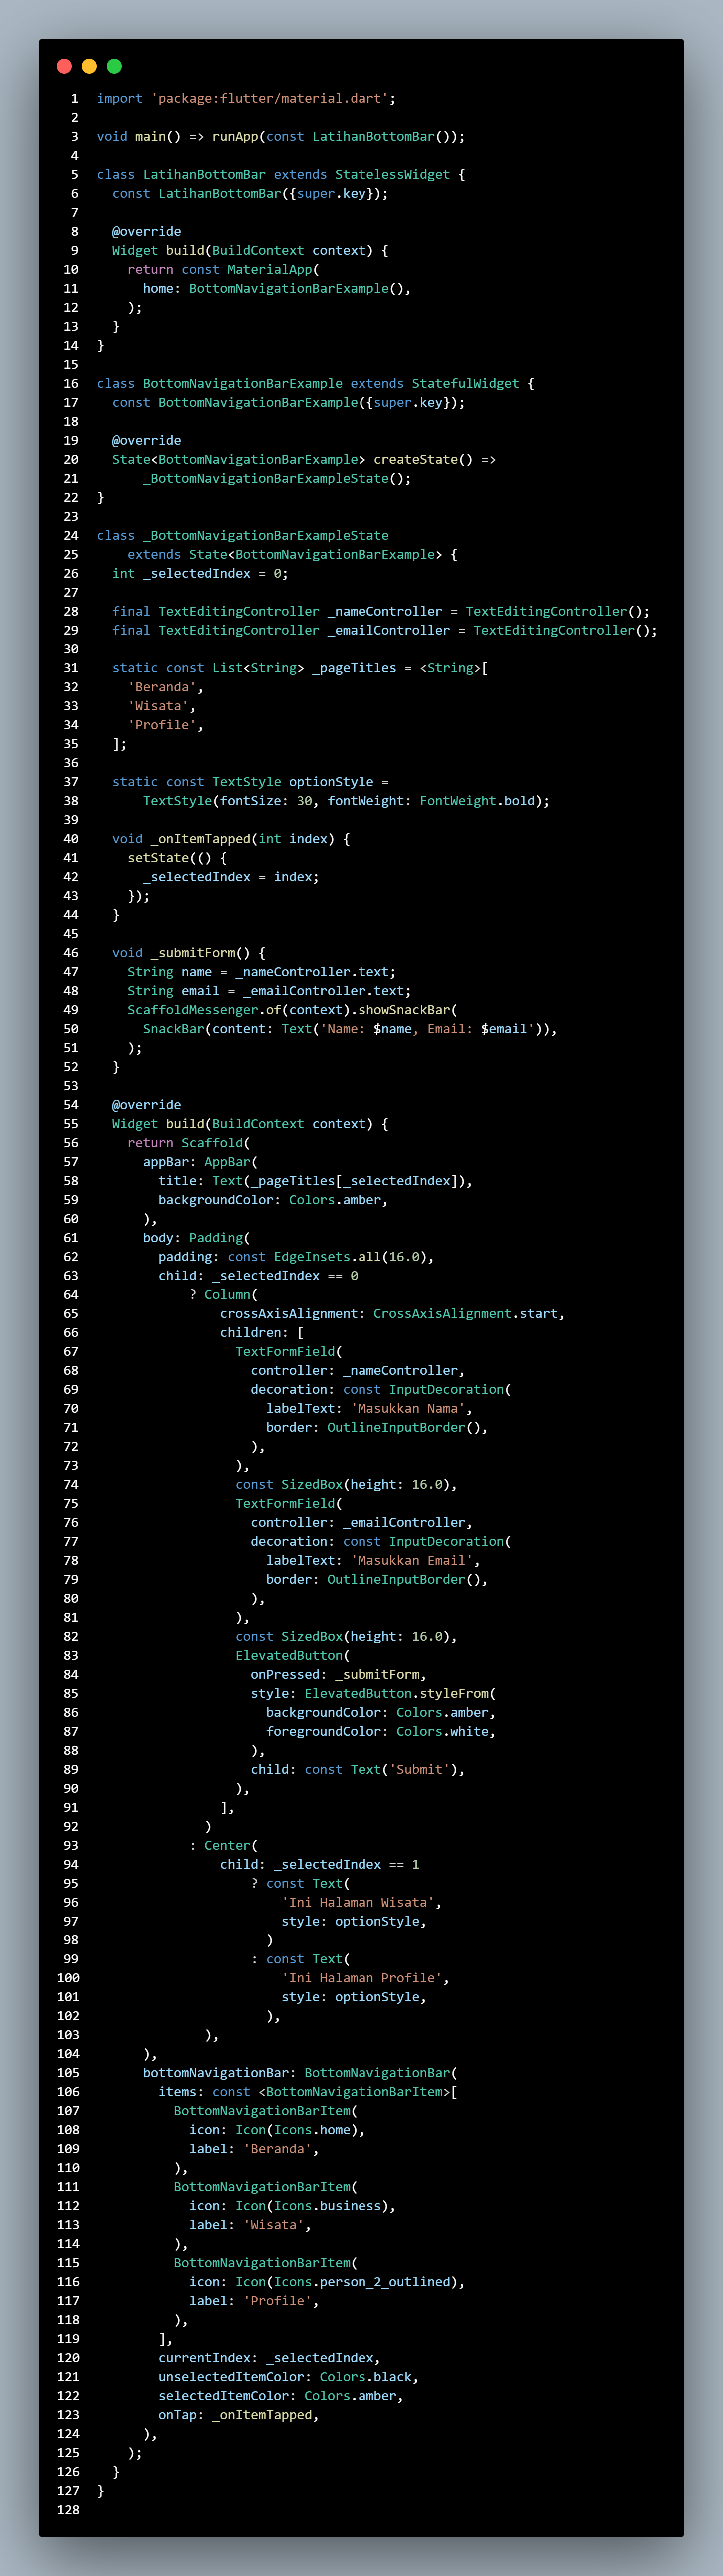 1 import 'package:flutter/material.dart';
2
3 void main() => runApp(const LatihanBottomBar());
4
5 class LatihanBottomBar extends StatelessWidget {
6   const LatihanBottomBar({super.key});
7
8   @override
9   Widget build(BuildContext context) {
10     return const MaterialApp(
11       home: BottomNavigationBarExample(),
12     );
13   }
14 }
15
16 class BottomNavigationBarExample extends StatefulWidget {
17   const BottomNavigationBarExample({super.key});
18
19   @override
20   State<BottomNavigationBarExample> createState() =>
21       _BottomNavigationBarExampleState();
22 }
23
24 class _BottomNavigationBarExampleState
25     extends State<BottomNavigationBarExample> {
26   int _selectedIndex = 0;
27
28   final TextEditingController _nameController = TextEditingController();
29   final TextEditingController _emailController = TextEditingController();
30
31   static const List<String> _pageTitles = <String>[
32     'Beranda',
33     'Wisata',
34     'Profile',
35   ];
36
37   static const TextStyle optionStyle =
38       TextStyle(fontSize: 30, fontWeight: FontWeight.bold);
39
40   void _onItemTapped(int index) {
41     setState(() {
42       _selectedIndex = index;
43     });
44   }
45
46   void _submitForm() {
47     String name = _nameController.text;
48     String email = _emailController.text;
49     ScaffoldMessenger.of(context).showSnackBar(
50       SnackBar(content: Text('Name: $name, Email: $email')),
51     );
52   }
53
54   @override
55   Widget build(BuildContext context) {
56     return Scaffold(
57       appBar: AppBar(
58         title: Text(_pageTitles[_selectedIndex]),
59         backgroundColor: Colors.amber,
60       ),
61       body: Padding(
62         padding: const EdgeInsets.all(16.0),
63         child: _selectedIndex == 0
64             ? Column(
65                 crossAxisAlignment: CrossAxisAlignment.start,
66                 children: [
67                   TextFormField(
68                     controller: _nameController,
69                     decoration: const InputDecoration(
70                       labelText: 'Masukkan Nama',
71                       border: OutlineInputBorder(),
72                     ),
73                   ),
74                   const SizedBox(height: 16.0),
75                   TextFormField(
76                     controller: _emailController,
77                     decoration: const InputDecoration(
78                       labelText: 'Masukkan Email',
79                       border: OutlineInputBorder(),
80                     ),
81                   ),
82                   const SizedBox(height: 16.0),
83                   ElevatedButton(
84                     onPressed: _submitForm,
85                     style: ElevatedButton.styleFrom(
86                       backgroundColor: Colors.amber,
87                       foregroundColor: Colors.white,
88                     ),
89                     child: const Text('Submit'),
90                   ),
91                 ],
92               )
93             : Center(
94                 child: _selectedIndex == 1
95                     ? const Text(
96                         'Ini Halaman Wisata',
97                         style: optionStyle,
98                       )
99                     : const Text(
100                         'Ini Halaman Profile',
101                         style: optionStyle,
102                       ),
103               ),
104       ),
105       bottomNavigationBar: BottomNavigationBar(
106         items: const <BottomNavigationBarItem>[
107           BottomNavigationBarItem(
108             icon: Icon(Icons.home),
109             label: 'Beranda',
110           ),
111           BottomNavigationBarItem(
112             icon: Icon(Icons.business),
113             label: 'Wisata',
114           ),
115           BottomNavigationBarItem(
116             icon: Icon(Icons.person_2_outlined),
117             label: 'Profile',
118           ),
119         ],
120         currentIndex: _selectedIndex,
121         unselectedItemColor: Colors.black,
122         selectedItemColor: Colors.amber,
123         onTap: _onItemTapped,
124       ),
125     );
126   }
127 }
128